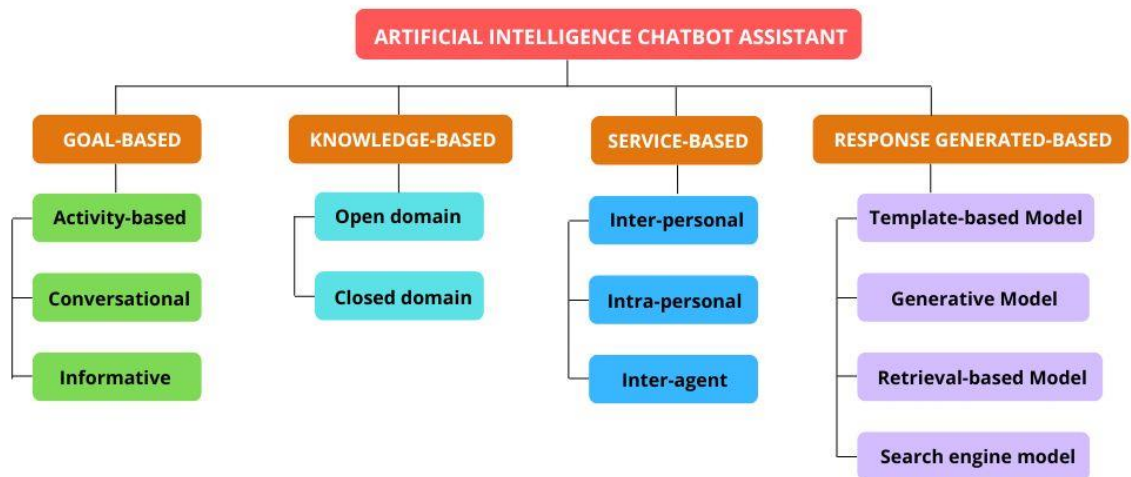 ARTIFICIAL INTELLIGENCE CHATBOT ASSISTANT
GOAL-BASED
Activity-based
Conversational
Informative
KNOWLEDGE-BASED
Open domain
Closed domain
SERVICE-BASED
Inter-personal
Intra-personal
Inter-agent
RESPONSE GENERATED-BASED
Template-based Model
Generative Model
Retrieval-based Model
Search engine model